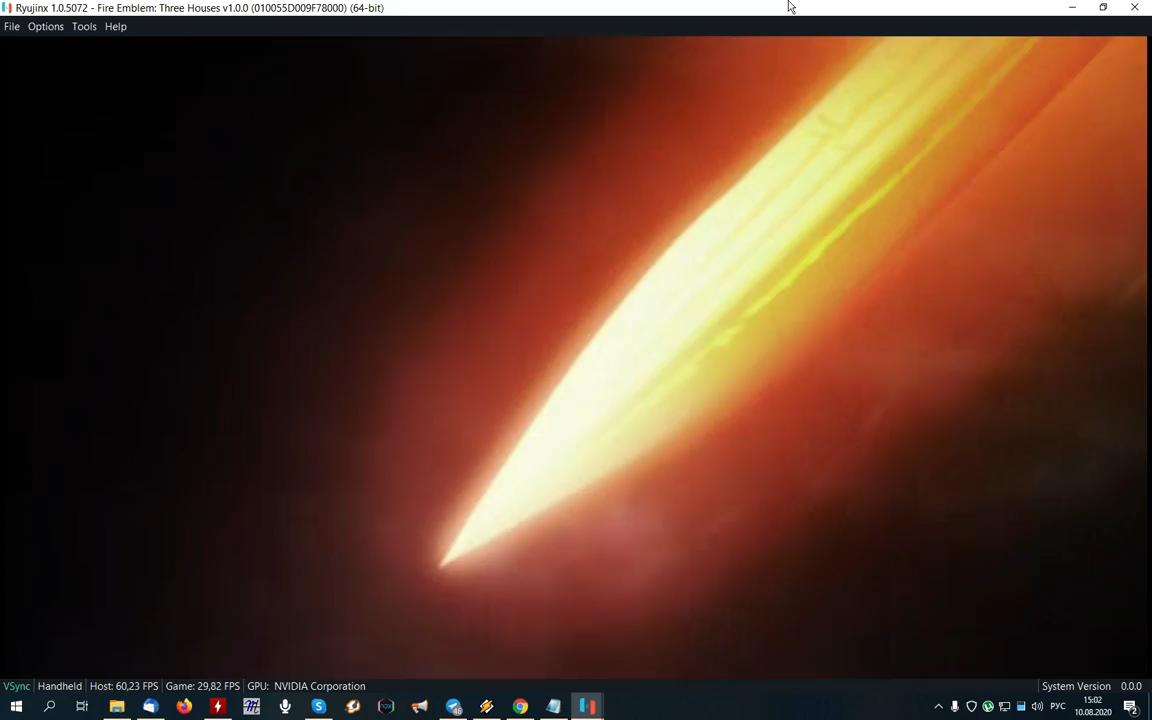 Ryujinx 1.0.5072 - Fire Emblem: Three Houses v1.0.0 (010055D009F78000) (64-bit)
File Options Tools Help
VSync Handheld Host: 60,23 FPS Game: 29,82 FPS GPU: NVIDIA Corporation System Version 0.0.0
46 РУС 15:02
10.08.2020 2